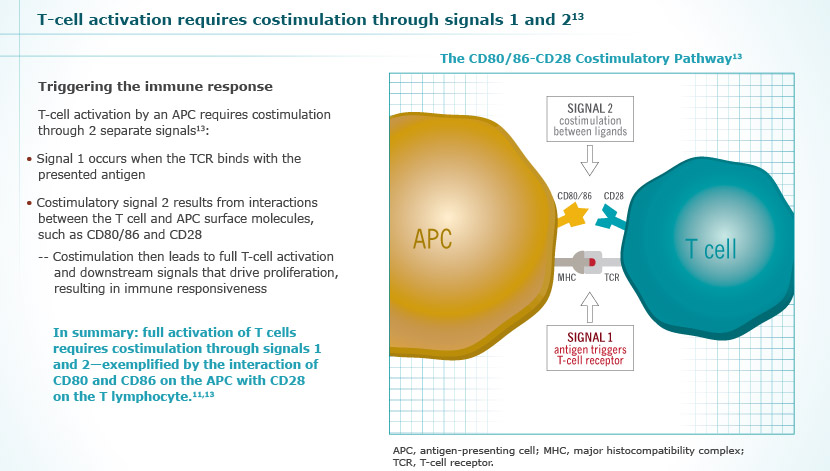 T-cell activation requires costimulation through signals 1 and 2¹³
The CD80/86-CD28 Costimulatory Pathway¹³
Triggering the immune response
T-cell activation by an APC requires costimulation
through 2 separate signals¹³:
• Signal 1 occurs when the TCR binds with the
presented antigen
• Costimulatory signal 2 results from interactions
between the T cell and APC surface molecules,
such as CD80/86 and CD28
-- Costimulation then leads to full T-cell activation
and downstream signals that drive proliferation,
resulting in immune responsiveness
In summary: full activation of T cells
requires costimulation through signals 1
and 2—exemplified by the interaction of
CD80 and CD86 on the APC with CD28
on the T lymphocyte.¹¹,¹³
SIGNAL 2
costimulation
between ligands
CD80/86
CD28
APC
T cell
MHC
TCR
SIGNAL 1
antigen triggers
T-cell receptor
APC, antigen-presenting cell; MHC, major histocompatibility complex;
TCR, T-cell receptor.